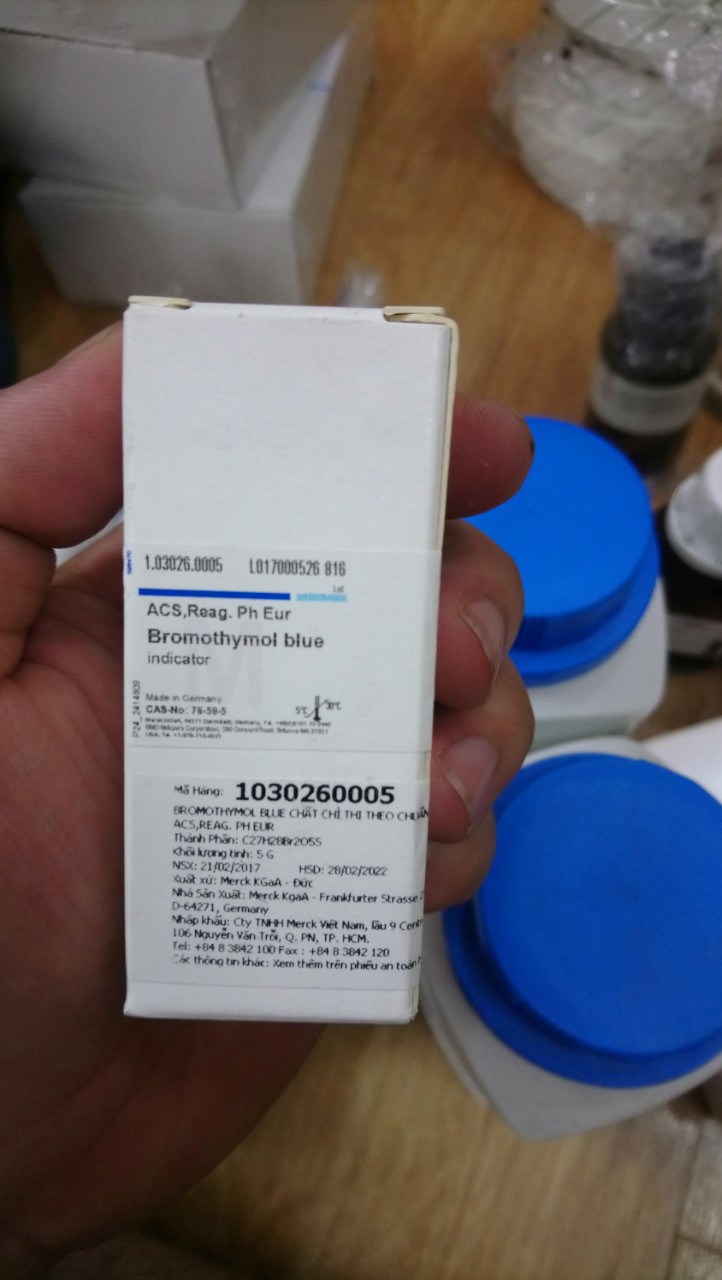 1.03026.0005 L017000526 816
Lot
ACS,Reag. Ph Eur
Bromothymol blue
indicator
Made in Germany
CAS-No: 76-59-5
5°C 30°C
Mã Hàng: 1030260005
BROMOTHYMOL BLUE CHẤT CHỈ THỊ THEO CHUẨN
ACS,REAG. PH EUR
Thành Phần: C27H28Br2O5S
Khối lượng tịnh: 5 G
NSX: 21/02/2017 HSD: 28/02/2022
Xuất xứ: Merck KGaA - Đức
Nhà Sản Xuất: Merck KgaA - Frankfurter Strasse
D-64271, Germany
Nhập khẩu: Cty TNHH Merck Việt Nam, lầu 9 Centr
106 Nguyễn Văn Trỗi, Q. PN, TP. HCM.
Tel: +84 8 3842 100 Fax : +84 8 3842 120
Các thông tin khác: Xem thêm trên phiếu an toàn